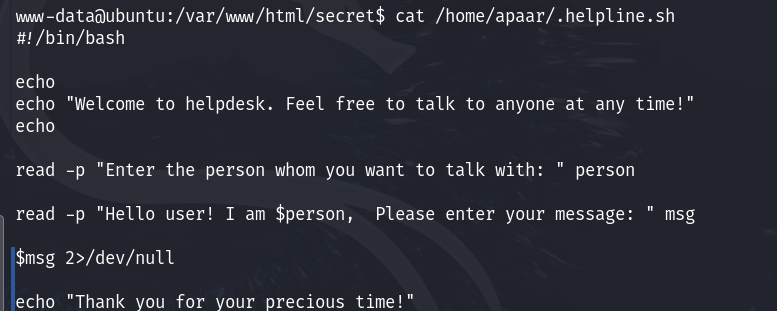 www-data@ubuntu:/var/www/html/secret$ cat /home/apaar/.helpline.sh
#!/bin/bash
echo
echo "Welcome to helpdesk. Feel free to talk to anyone at any time!"
echo
read -p "Enter the person whom you want to talk with: " person
read -p "Hello user! I am $person,  Please enter your message: " msg
$msg 2>/dev/null
echo "Thank you for your precious time!"